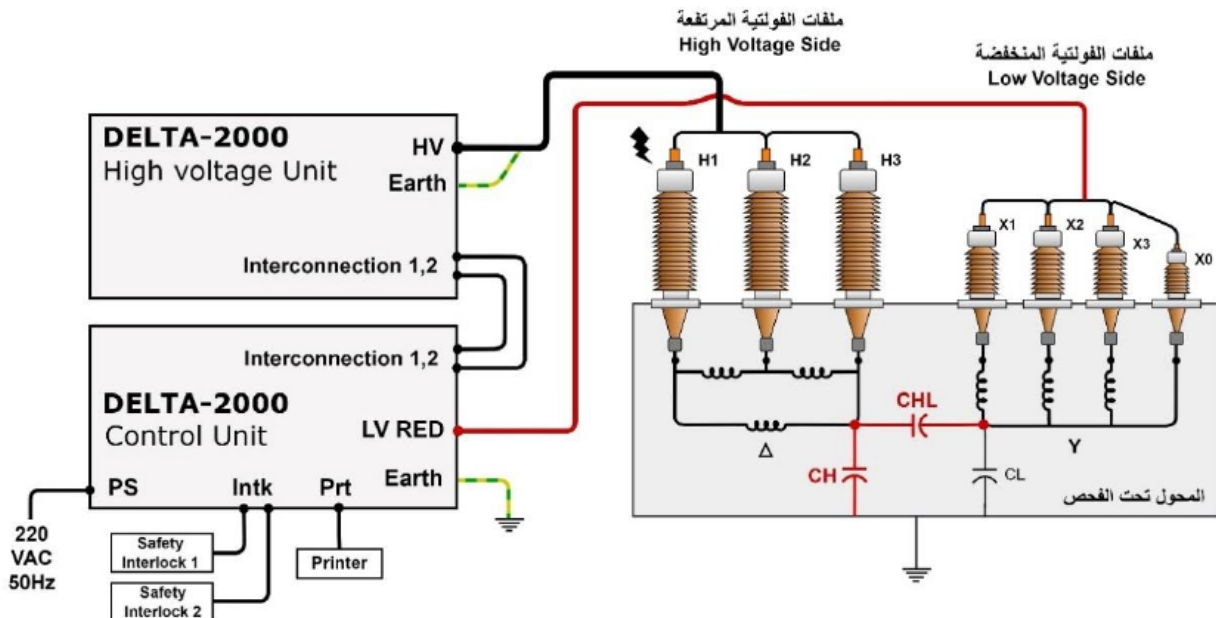 ملفات الفولتية المرتفعة
High Voltage Side
ملفات الفولتية المنخفضة
Low Voltage Side
DELTA-2000
High voltage Unit
HV
Earth
Interconnection 1,2
H1
H2
H3
X1
X2
X3
X0
Interconnection 1,2
DELTA-2000
Control Unit
LV RED
Earth
PS
Intk
Prt
220
VAC
50Hz
Safety
Interlock 1
Safety
Interlock 2
Printer
CHL
Δ
Y
CH
CL
المحول تحت الفحص